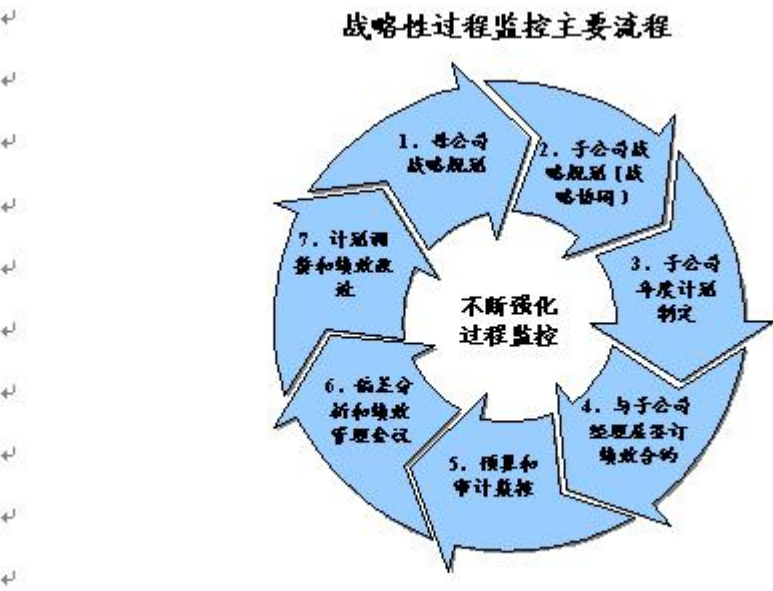 战略性过程监控主要流程
1．母公司
战略规划
2．子公司战
略规划（战
略协同）
3．子公司
年度计划
制定
4．与子公司
经理层签订
绩效合约
5．预算和
审计监控
6．偏差分
析和绩效
管理会议
7．计划调
整和绩效改
进
不断强化
过程监控